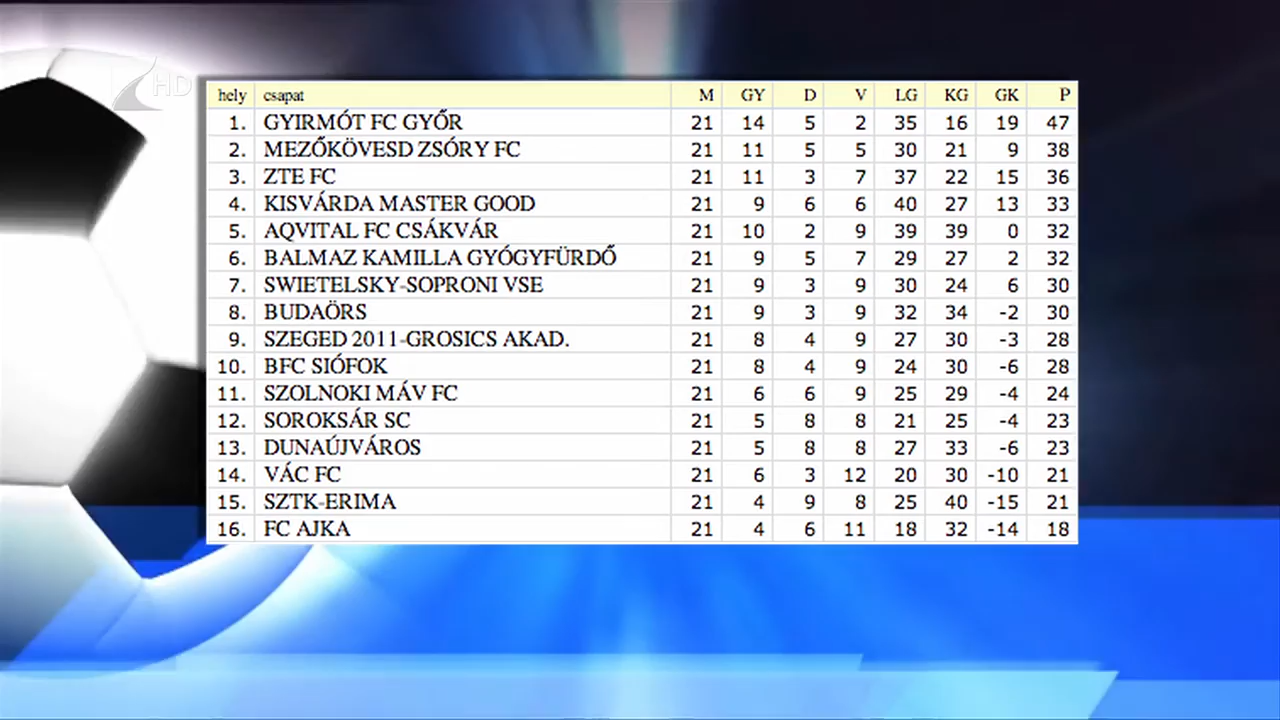 HD
hely csapat M GY D V LG KG GK P
1. GYIRMÓT FC GYŐR 21 14 5 2 35 16 19 47
2. MEZŐKÖVESD ZSÓRY FC 21 11 5 5 30 21 9 38
3. ZTE FC 21 11 3 7 37 22 15 36
4. KISVÁRDA MASTER GOOD 21 9 6 6 40 27 13 33
5. AQVITAL FC CSÁKVÁR 21 10 2 9 39 39 0 32
6. BALMAZ KAMILLA GYÓGYFÜRDŐ 21 9 5 7 29 27 2 32
7. SWIETELSKY-SOPRONI VSE 21 9 3 9 30 24 6 30
8. BUDAÖRS 21 9 3 9 32 34 -2 30
9. SZEGED 2011-GROSICS AKAD. 21 8 4 9 27 30 -3 28
10. BFC SIÓFOK 21 8 4 9 24 30 -6 28
11. SZOLNOKI MÁV FC 21 6 6 9 25 29 -4 24
12. SOROKSÁR SC 21 5 8 8 21 25 -4 23
13. DUNAÚJVÁROS 21 5 8 8 27 33 -6 23
14. VÁC FC 21 6 3 12 20 30 -10 21
15. SZTK-ERIMA 21 4 9 8 25 40 -15 21
16. FC AJKA 21 4 6 11 18 32 -14 18